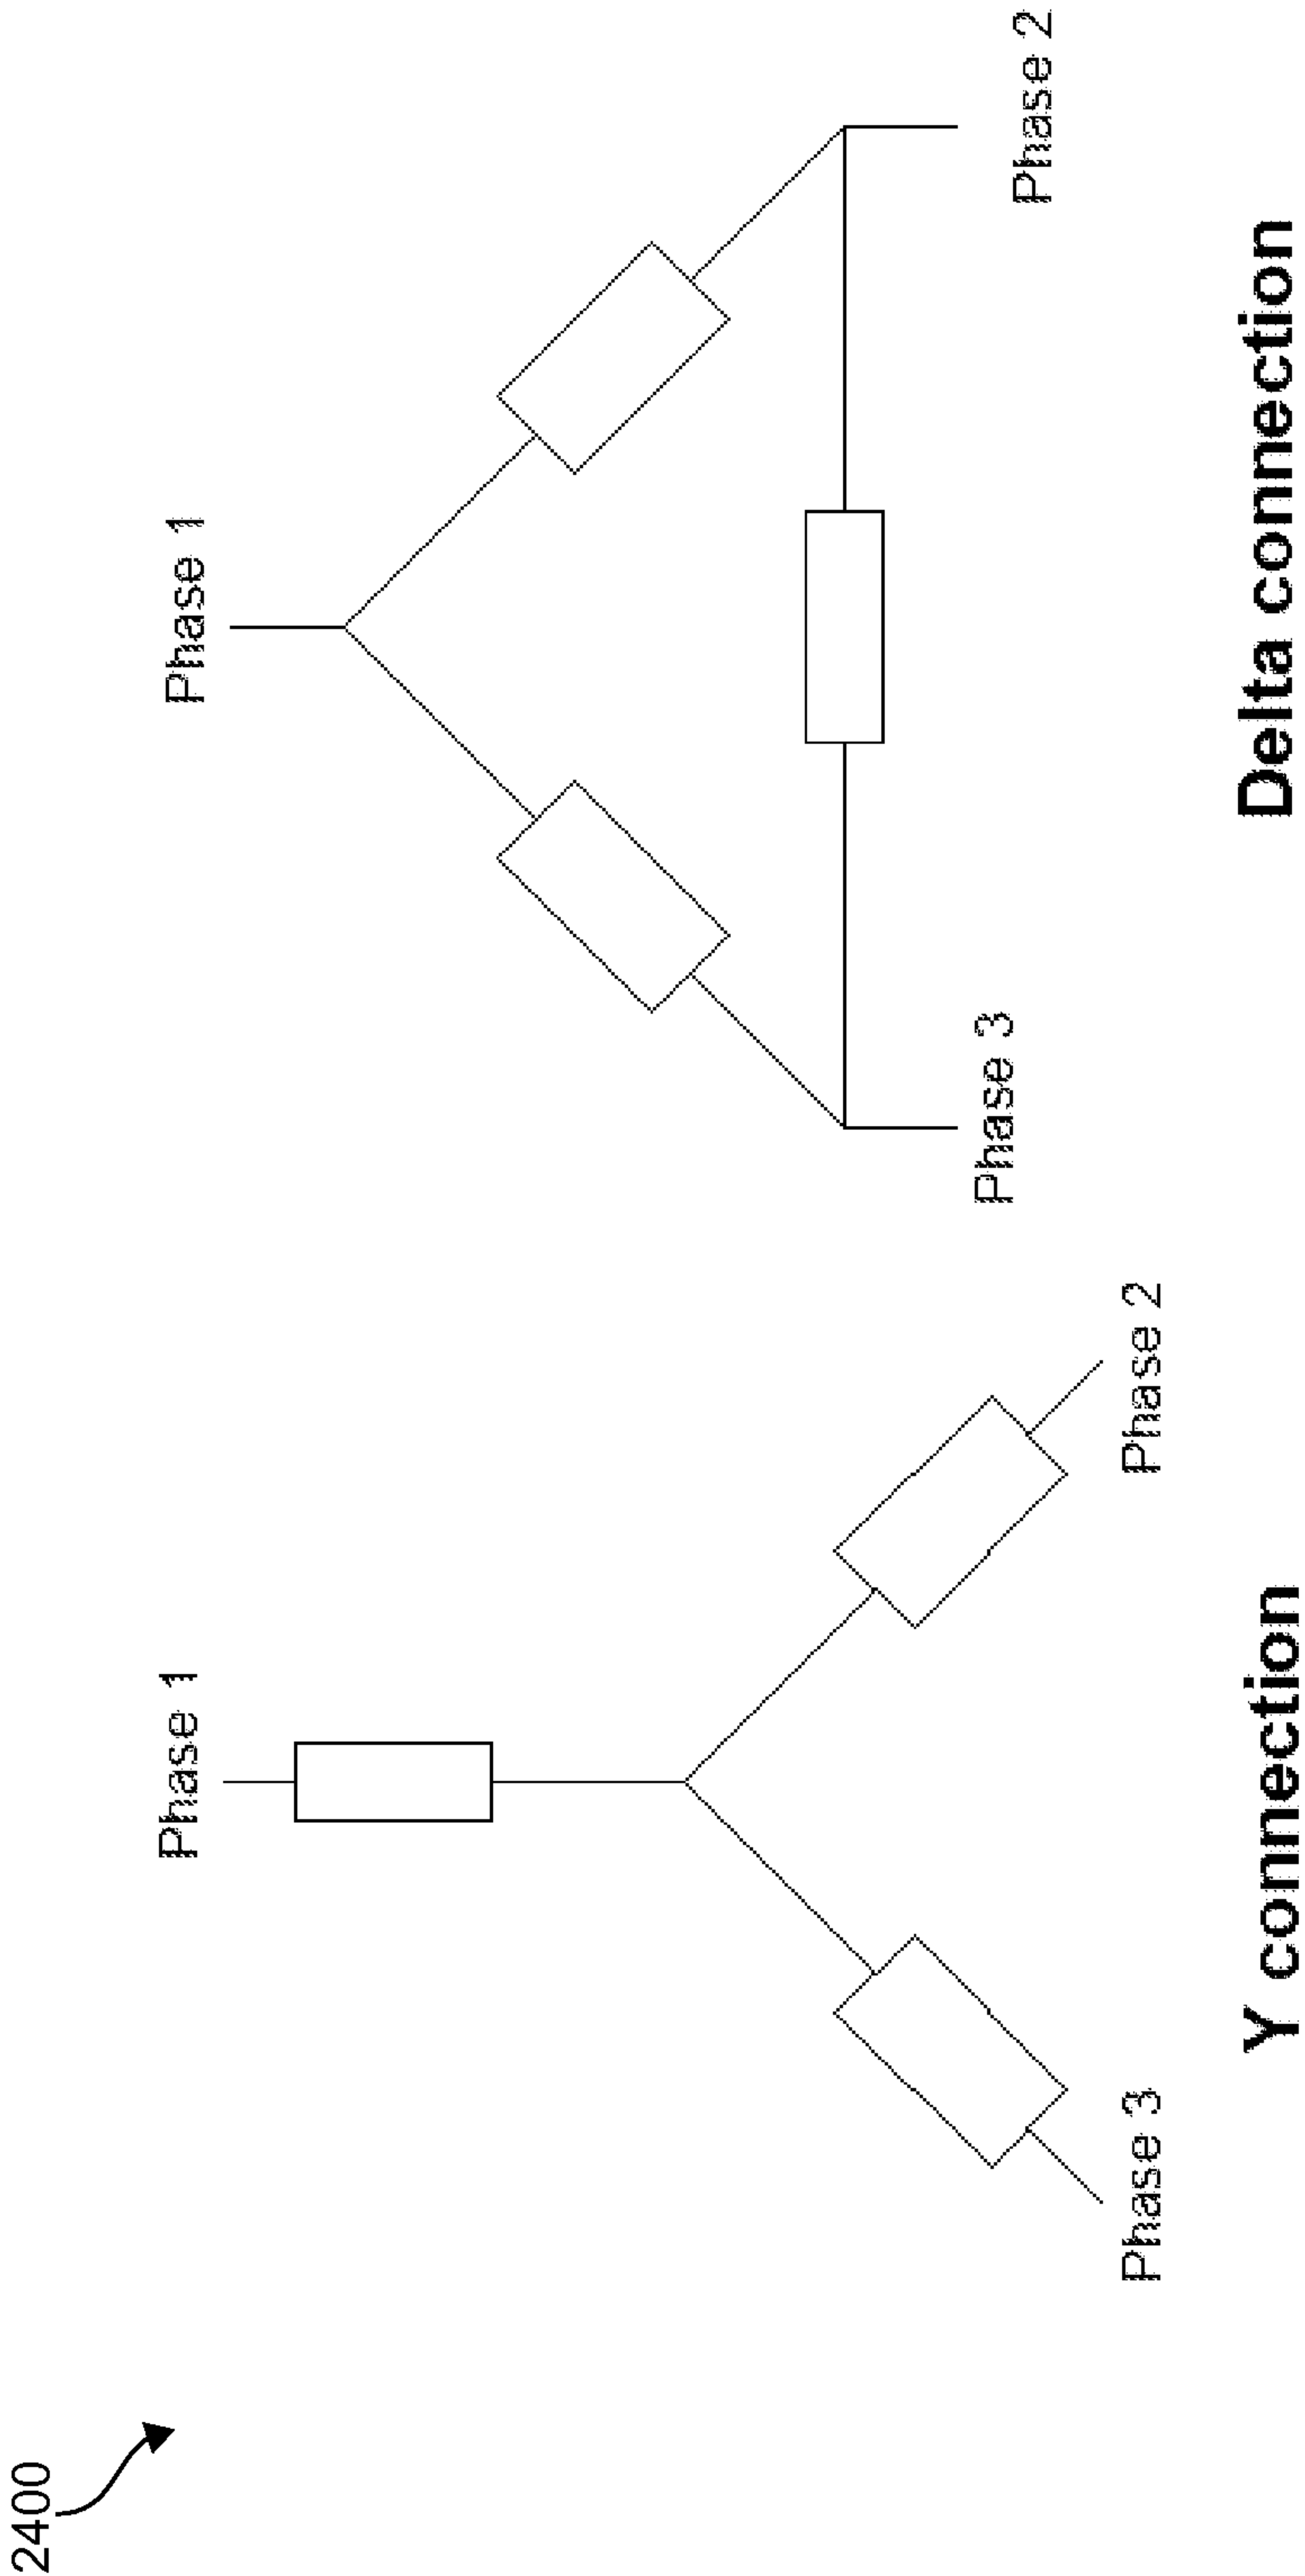 2400
Phase 1
Phase 3
Phase 2
Y connection
Phase 1
Phase 3
Phase 2
Delta connection